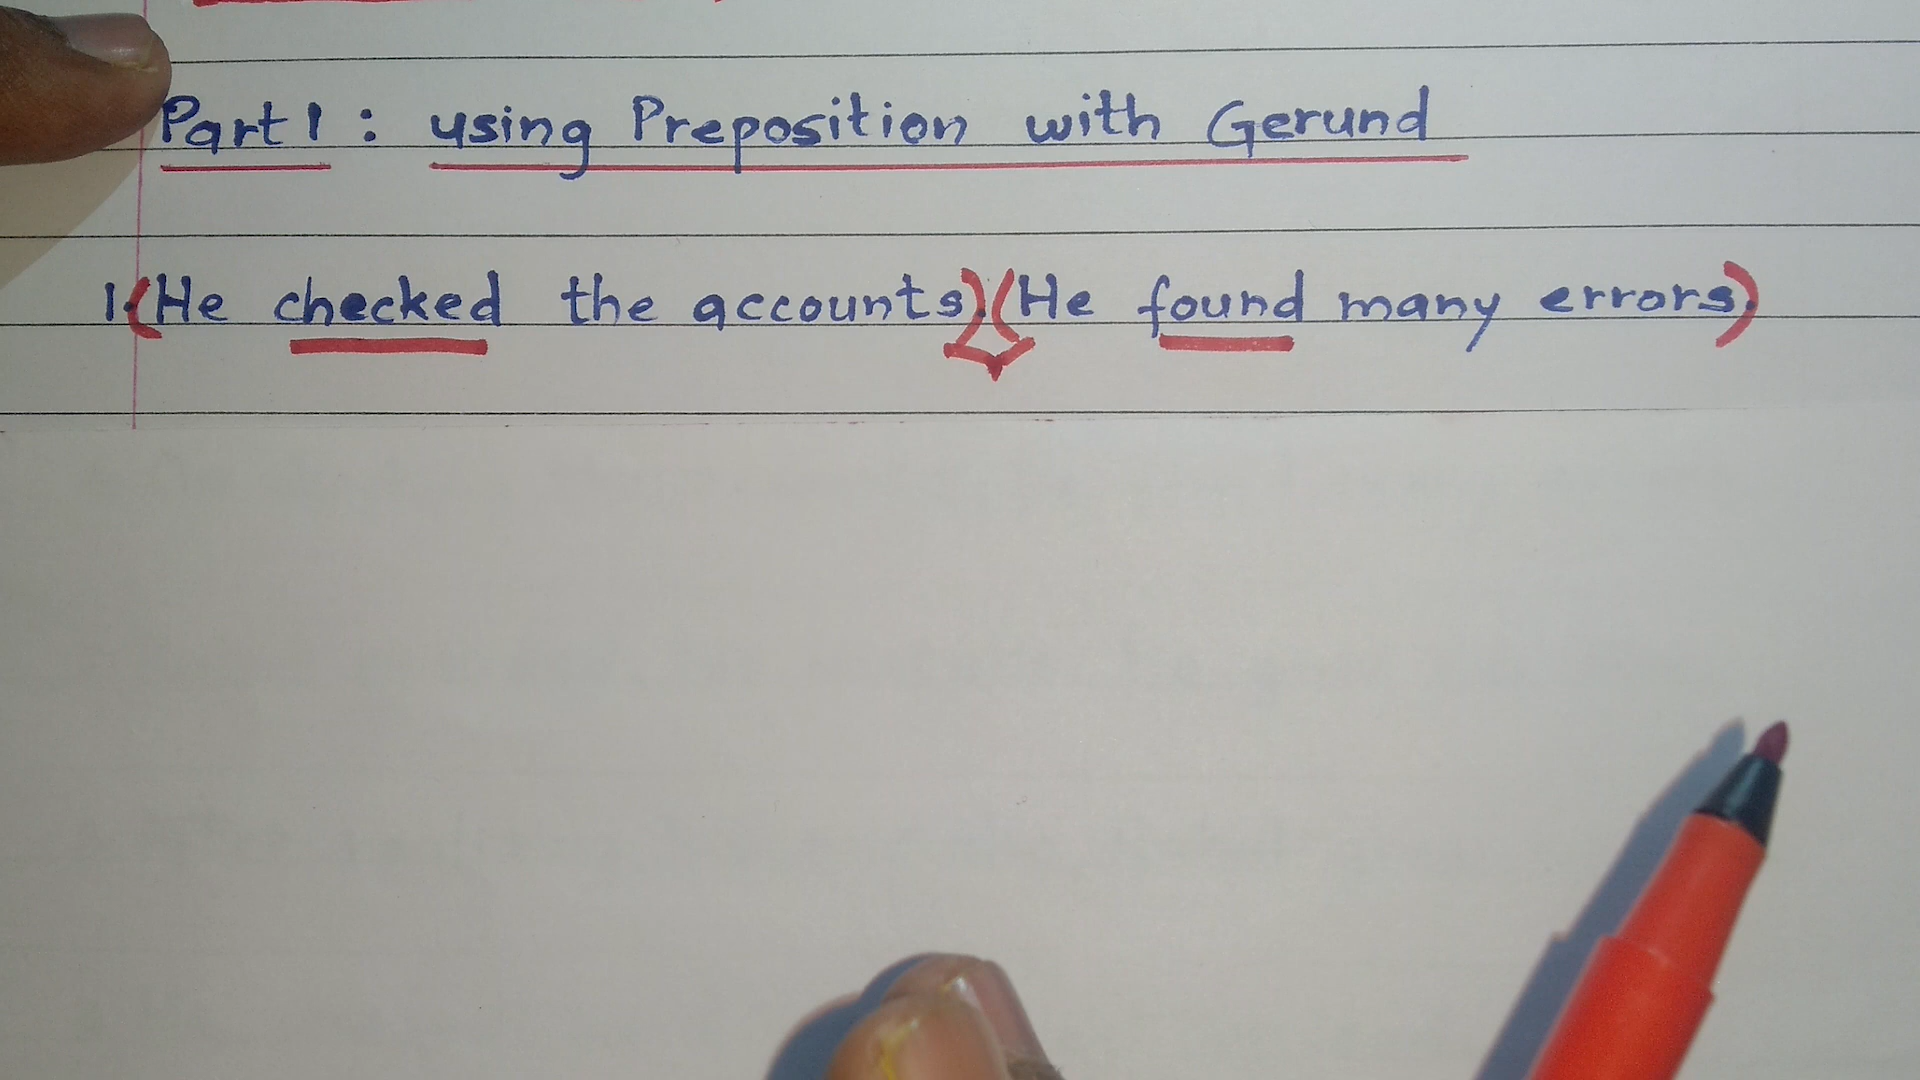 Part 1 : using Preposition with Gerund
1.(He checked the accounts.)(He found many errors.)